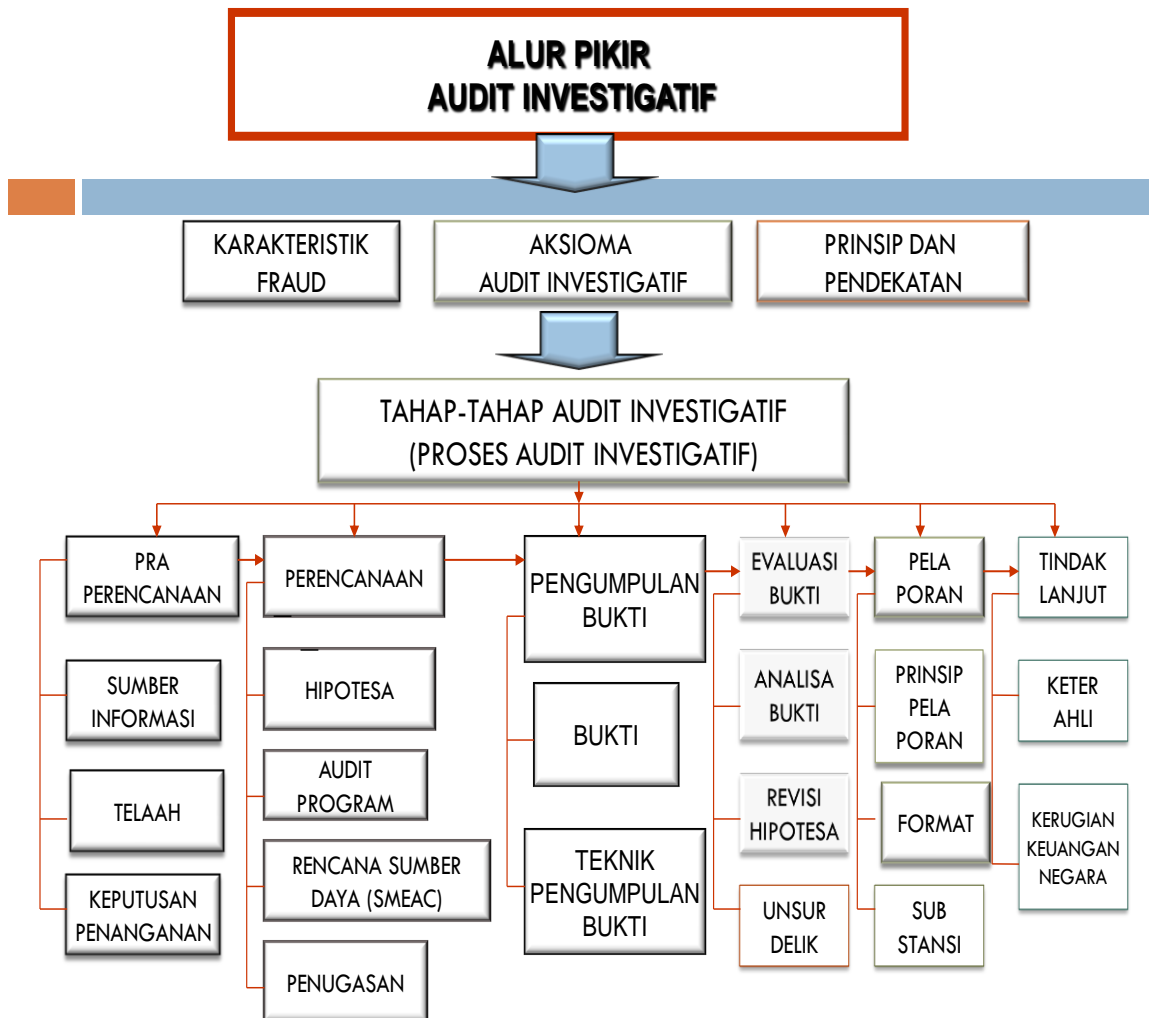 ALUR PIKIR
AUDIT INVESTIGATIF
KARAKTERISTIK
FRAUD
AKSIOMA
AUDIT INVESTIGATIF
PRINSIP DAN
PENDEKATAN
TAHAP-TAHAP AUDIT INVESTIGATIF
(PROSES AUDIT INVESTIGATIF)
PRA
PERENCANAAN
SUMBER
INFORMASI
TELAAH
KEPUTUSAN
PENANGANAN
PERENCANAAN
HIPOTESA
AUDIT
PROGRAM
RENCANA SUMBER
DAYA (SMEAC)
PENUGASAN
PENGUMPULAN
BUKTI
BUKTI
TEKNIK
PENGUMPULAN
BUKTI
EVALUASI
BUKTI
ANALISA
BUKTI
REVISI
HIPOTESA
UNSUR
DELIK
PELA
PORAN
PRINSIP
PELA
PORAN
FORMAT
SUB
STANSI
TINDAK
LANJUT
KETER
AHLI
KERUGIAN
KEUANGAN
NEGARA